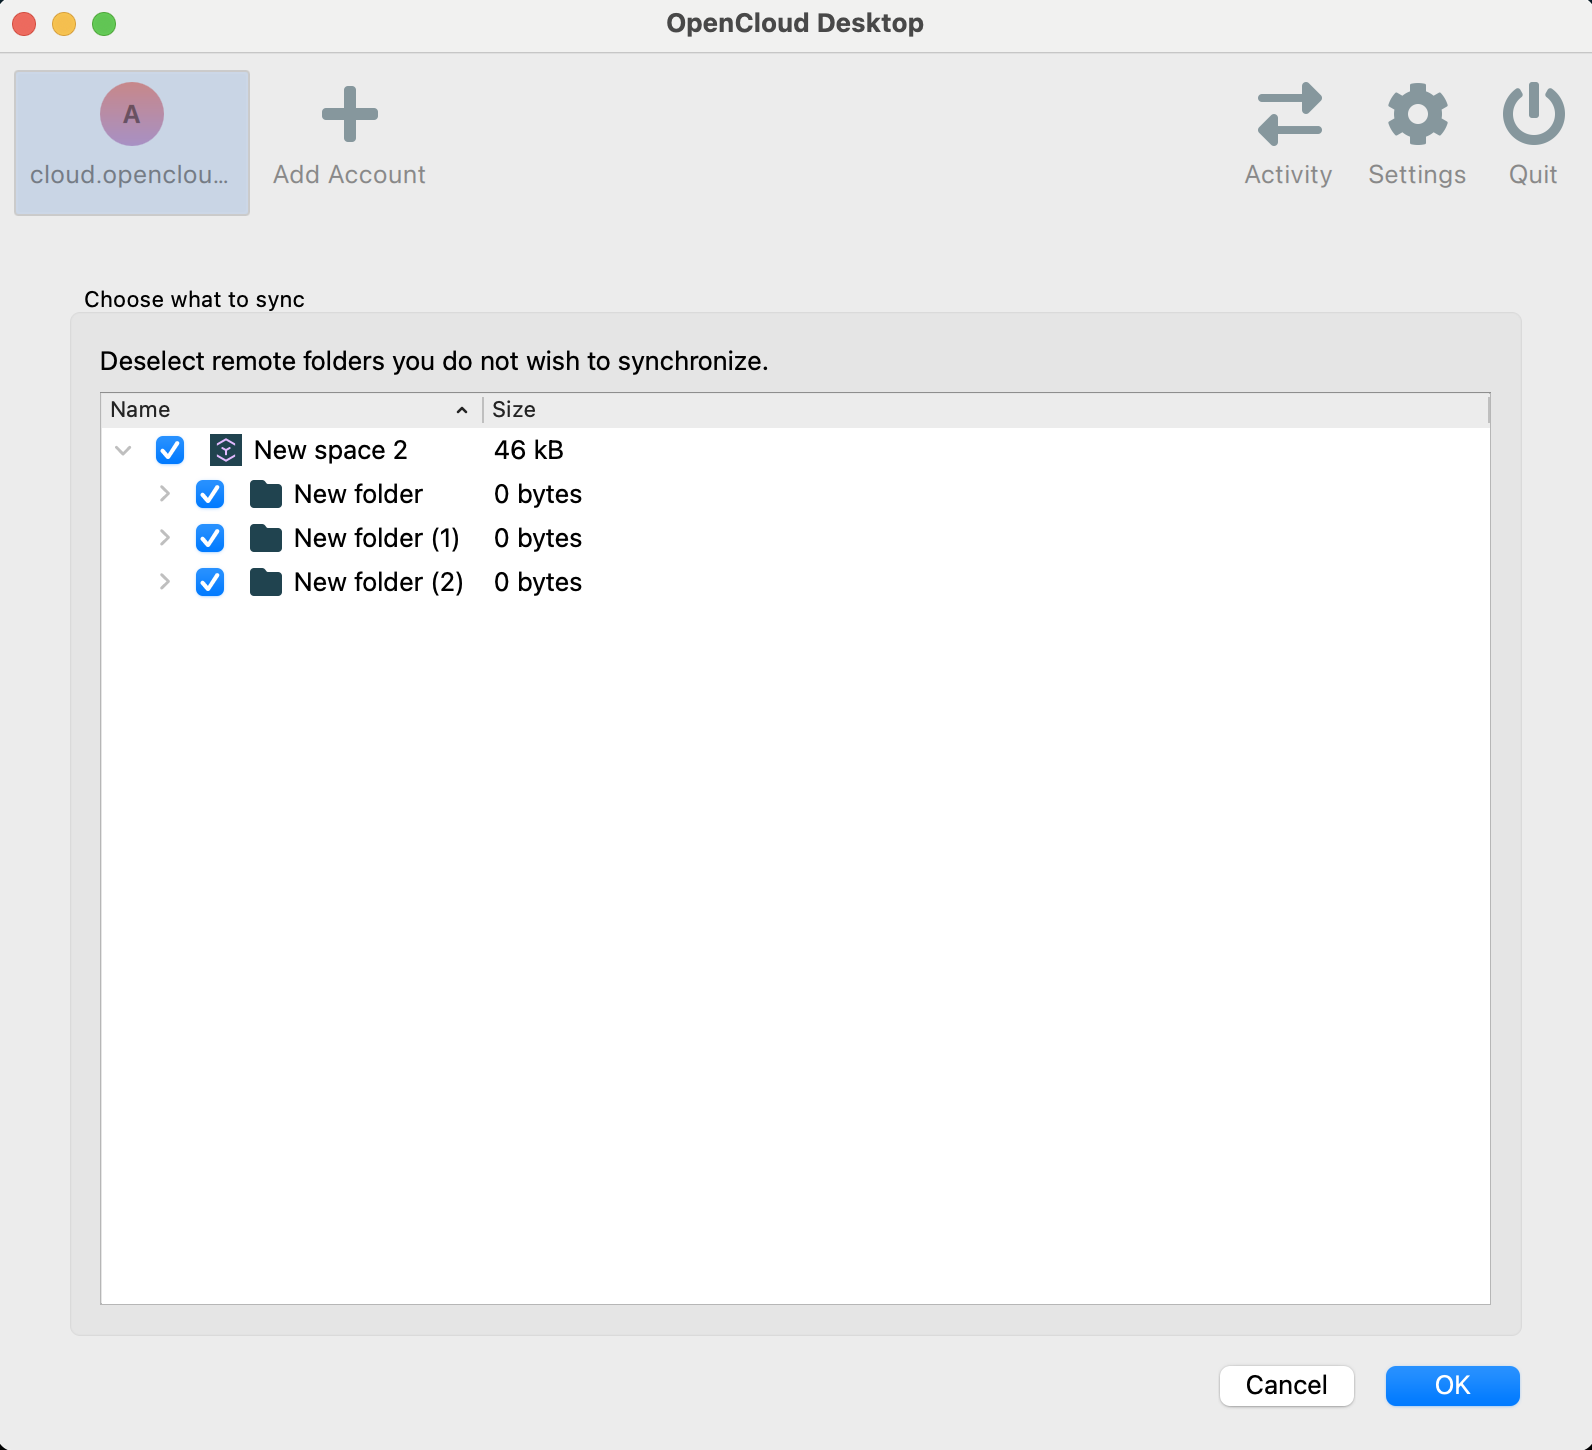 OpenCloud Desktop
A
cloud.openclou...
Add Account
Activity
Settings
Quit
Choose what to sync
Deselect remote folders you do not wish to synchronize.
Name Size
New space 2 46 kB
New folder 0 bytes
New folder (1) 0 bytes
New folder (2) 0 bytes
Cancel
OK